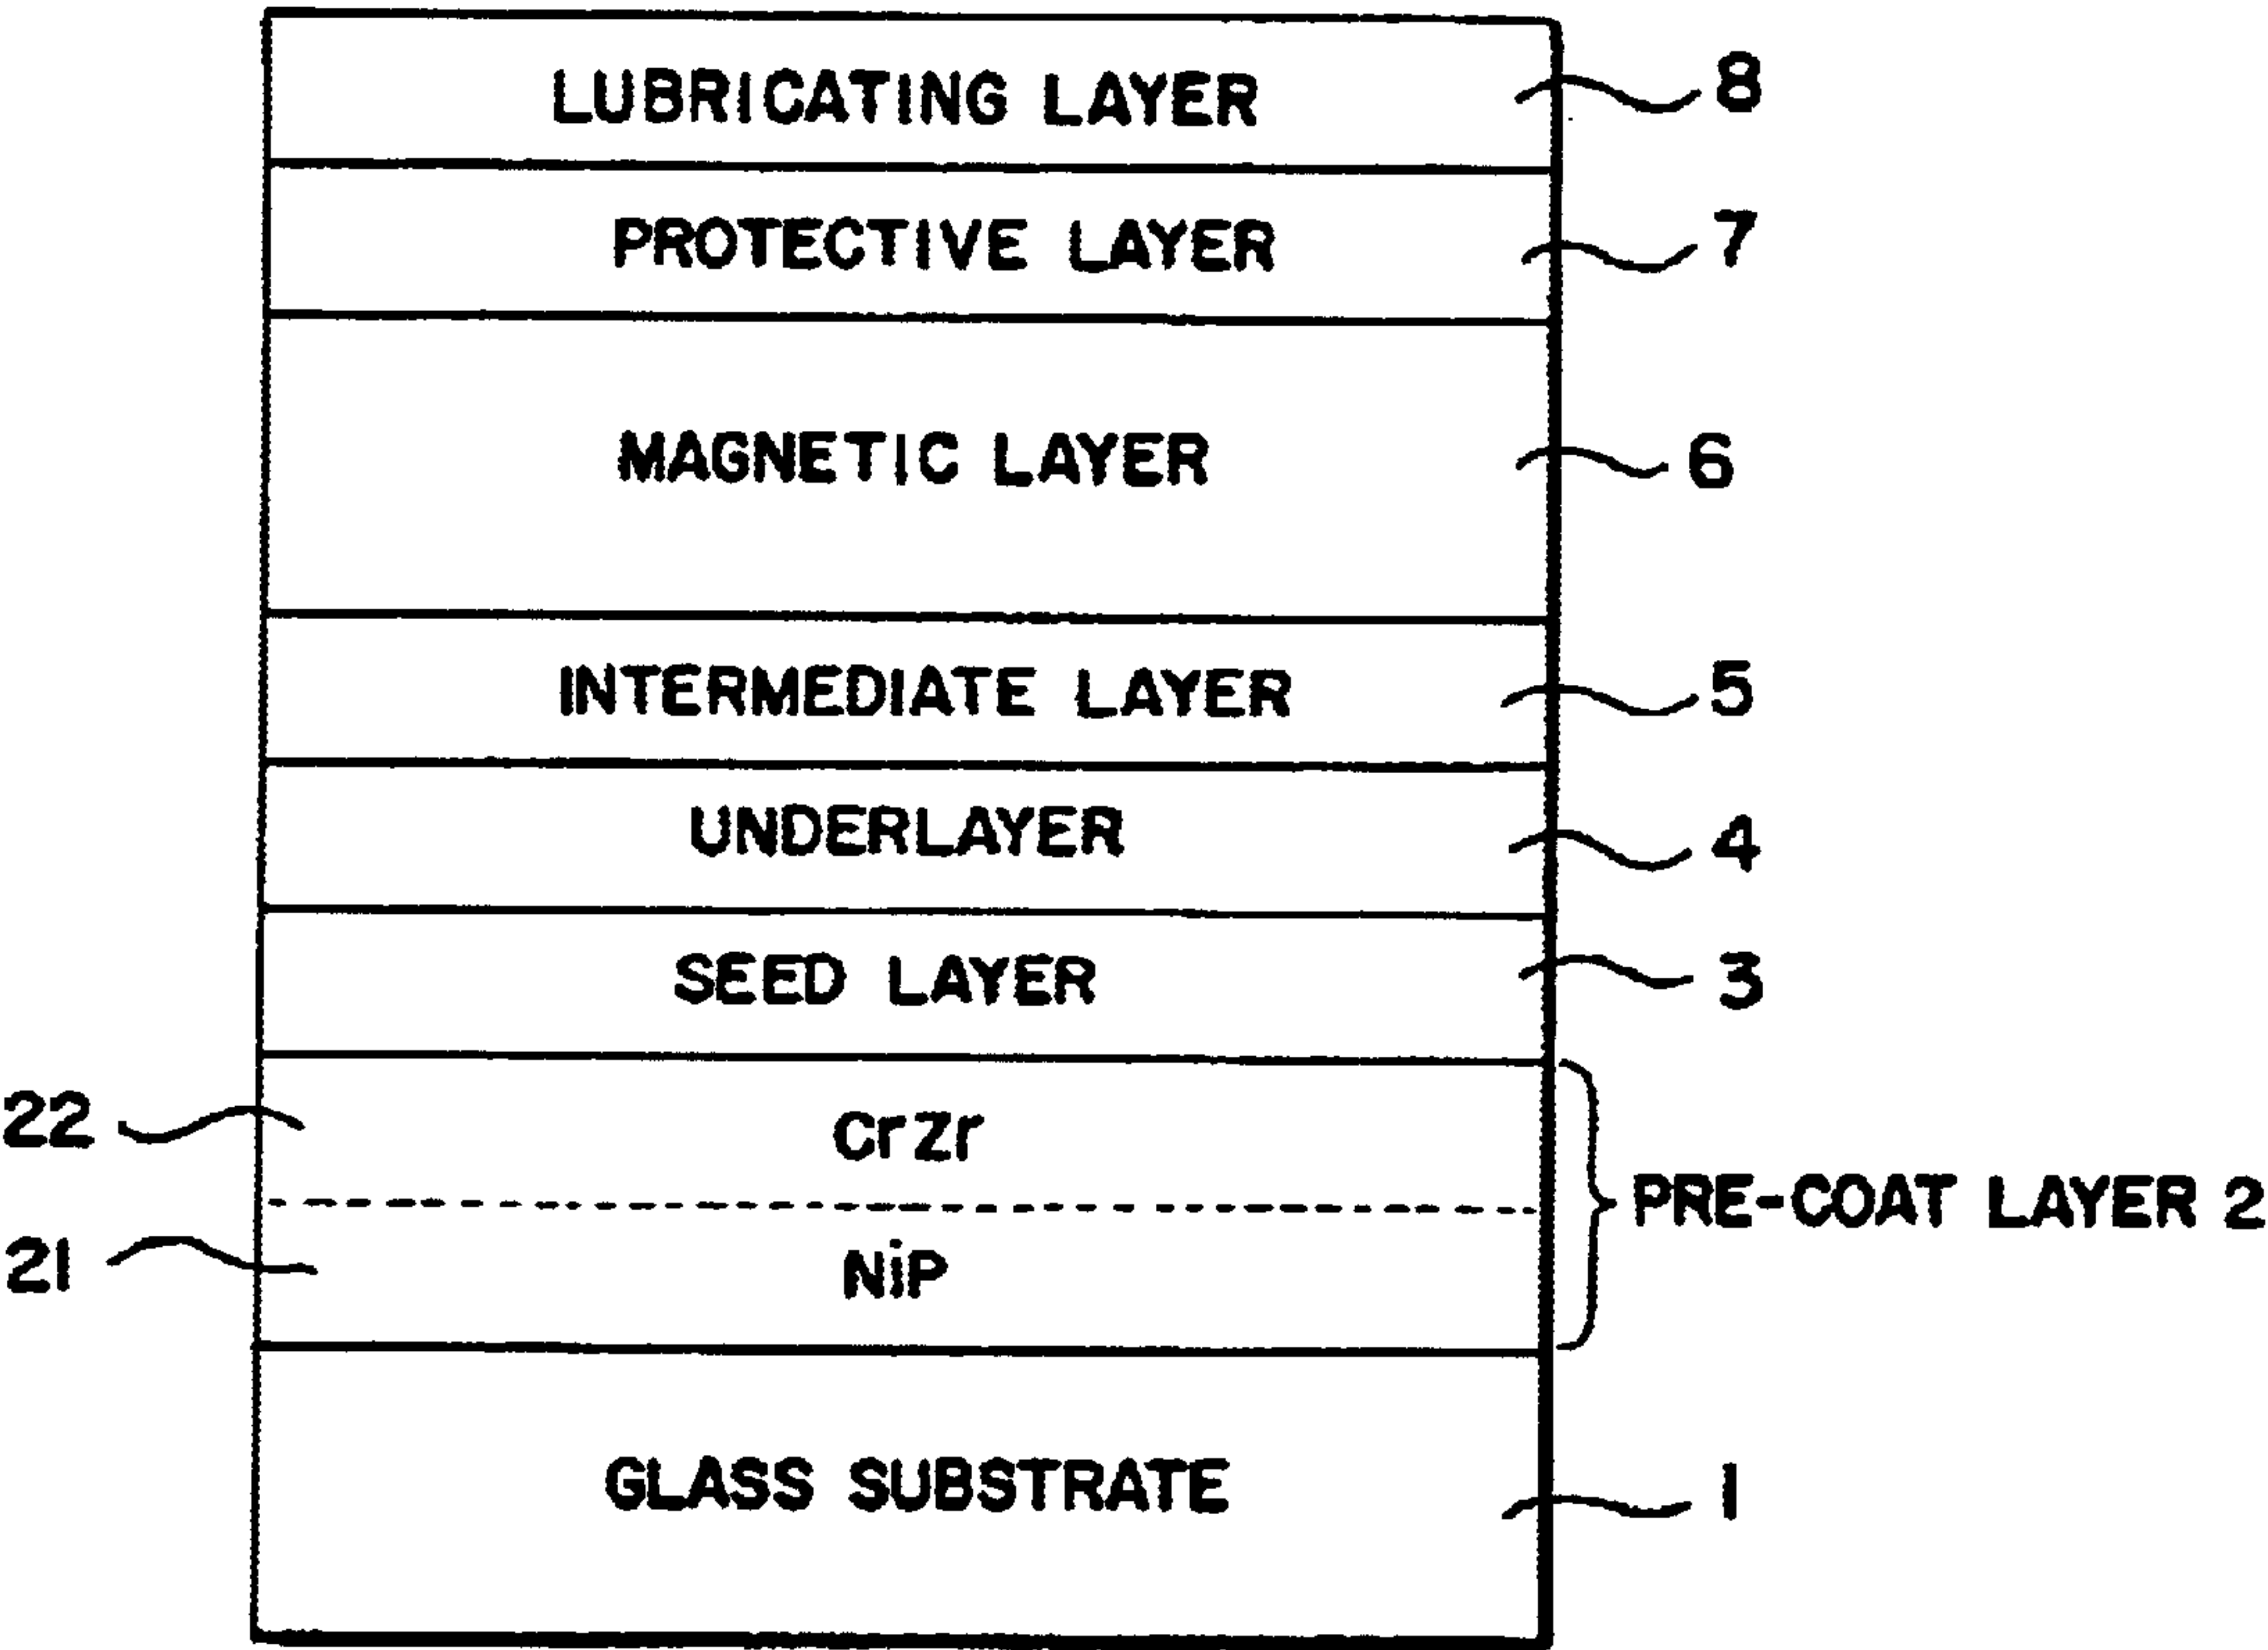 LUBRICATING LAYER 8
PROTECTIVE LAYER 7
MAGNETIC LAYER 6
INTERMEDIATE LAYER 5
UNDERLAYER 4
SEED LAYER 3
22 CrZr
PRE-COAT LAYER 2
21 NiP
GLASS SUBSTRATE 1